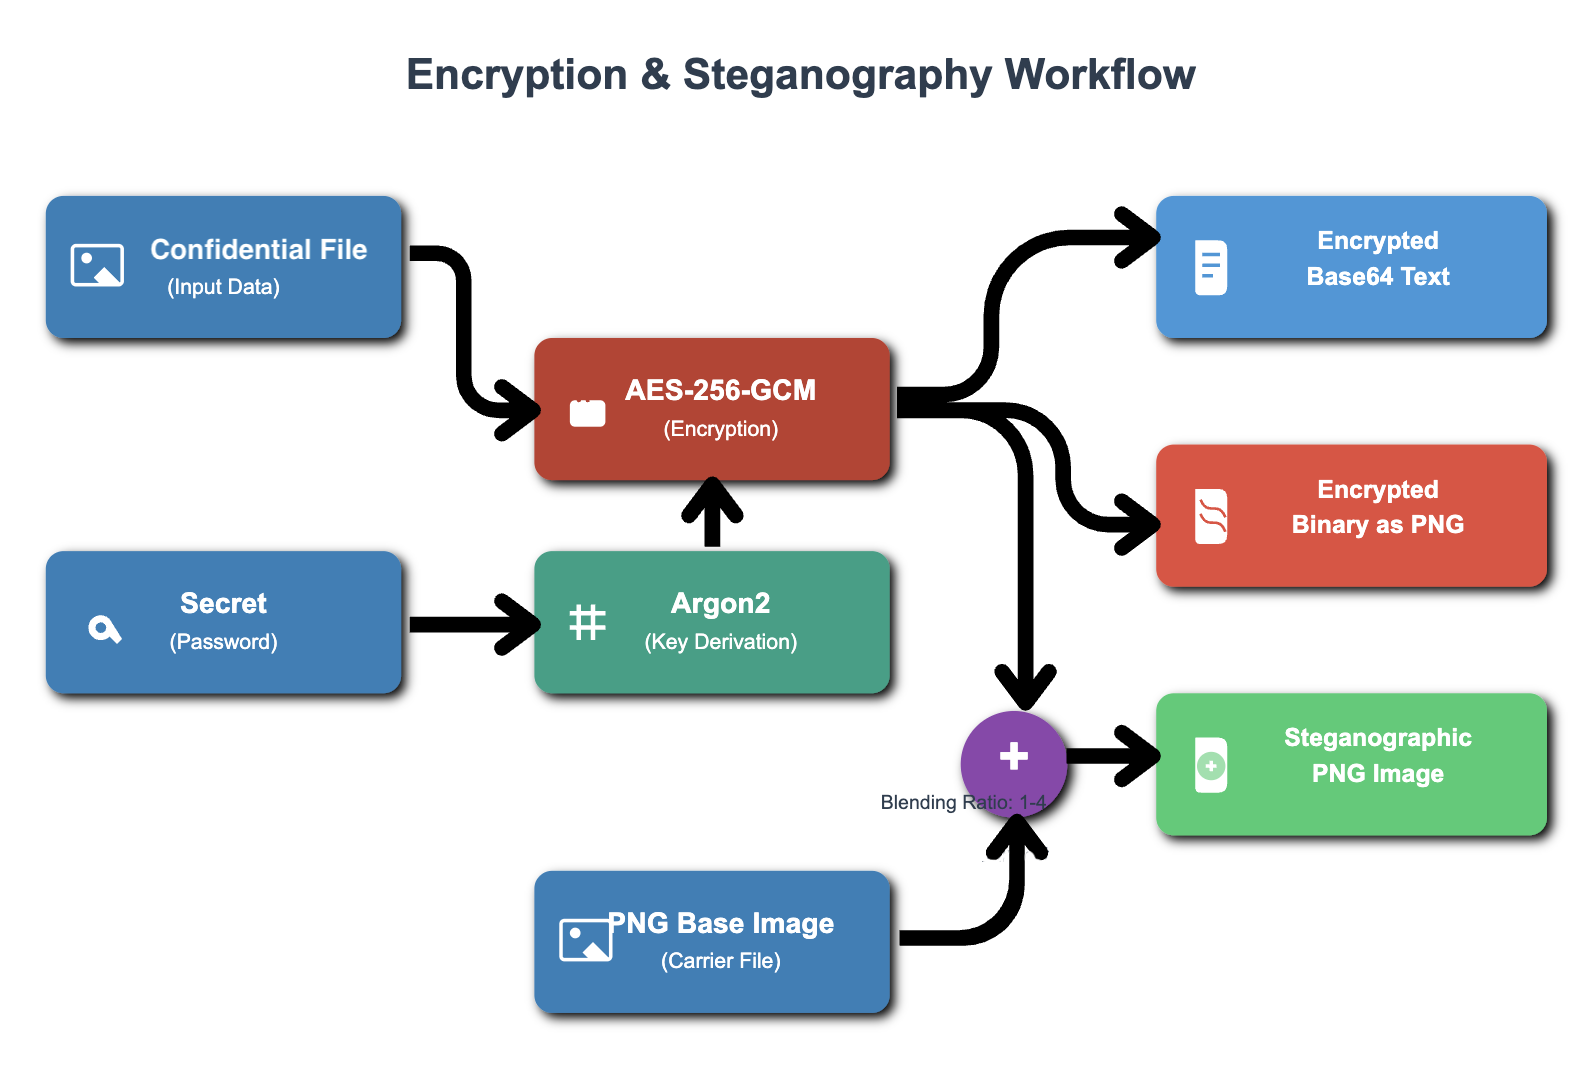 Encryption & Steganography Workflow
Confidential File
(Input Data)
Encrypted
Base64 Text
AES-256-GCM
(Encryption)
Encrypted
Binary as PNG
Secret
(Password)
Argon2
(Key Derivation)
Steganographic
PNG Image
Blending Ratio: 1-4
PNG Base Image
(Carrier File)